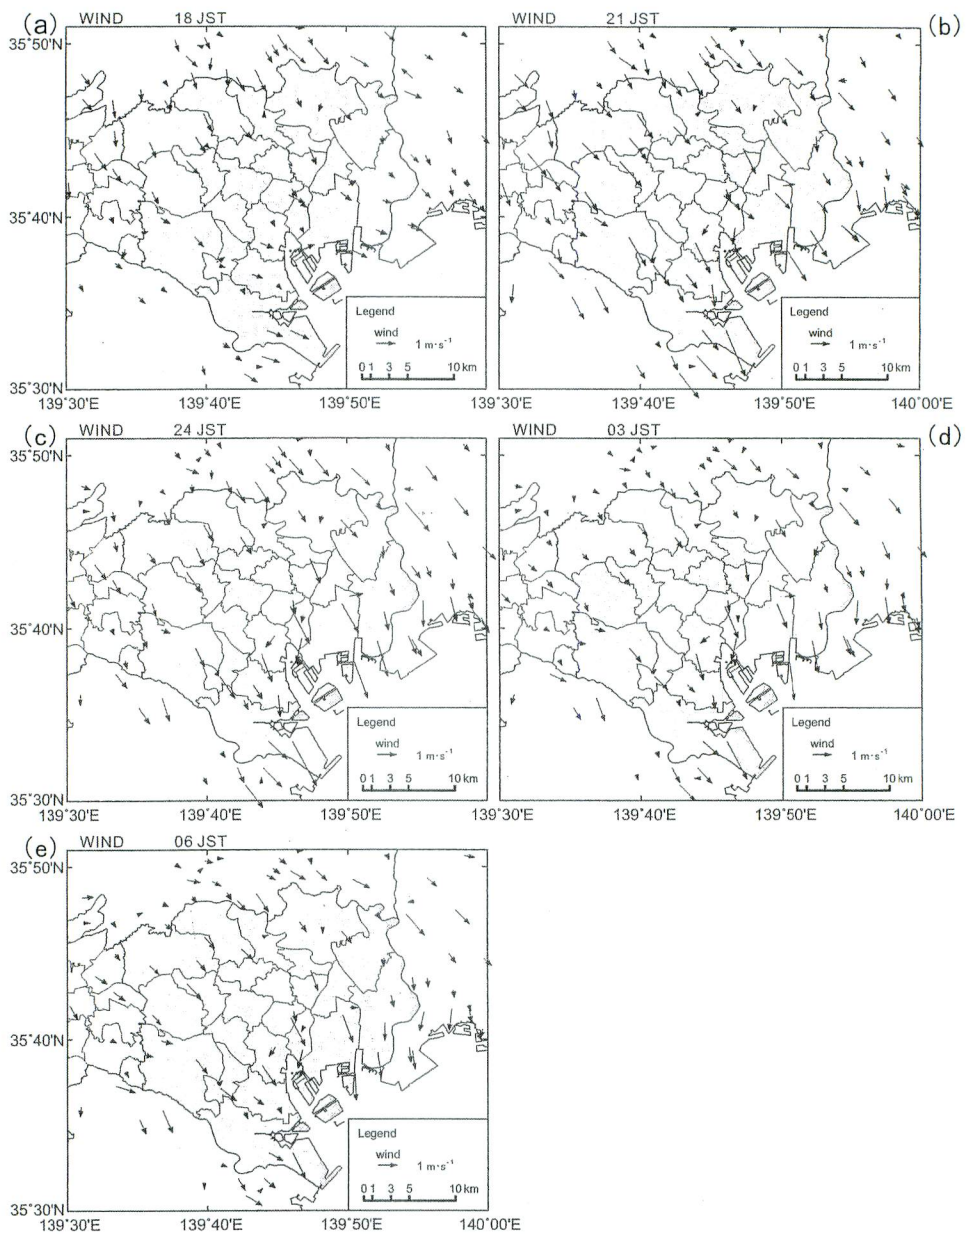 (a) WIND 18 JST
WIND 21 JST (b)
35°50'N
35°40'N
35°30'N
Legend
wind
1 m·s⁻¹
0 1 3 5 10 km
Legend
wind
1 m·s⁻¹
0 1 3 5 10 km
139°30'E 139°40'E 139°50'E 139°30'E 139°40'E 139°50'E 140°00'E
(c) WIND 24 JST
WIND 03 JST (d)
35°50'N
35°40'N
35°30'N
Legend
wind
1 m·s⁻¹
0 1 3 5 10 km
Legend
wind
1 m·s⁻¹
0 1 3 5 10 km
139°30'E 139°40'E 139°50'E 139°30'E 139°40'E 139°50'E 140°00'E
(e) WIND 06 JST
35°50'N
35°40'N
35°30'N
Legend
wind
1 m·s⁻¹
0 1 3 5 10 km
139°30'E 139°40'E 139°50'E 140°00'E